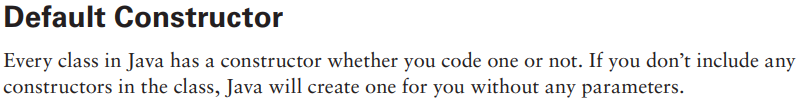 Default Constructor
Every class in Java has a constructor whether you code one or not. If you don’t include any
constructors in the class, Java will create one for you without any parameters.